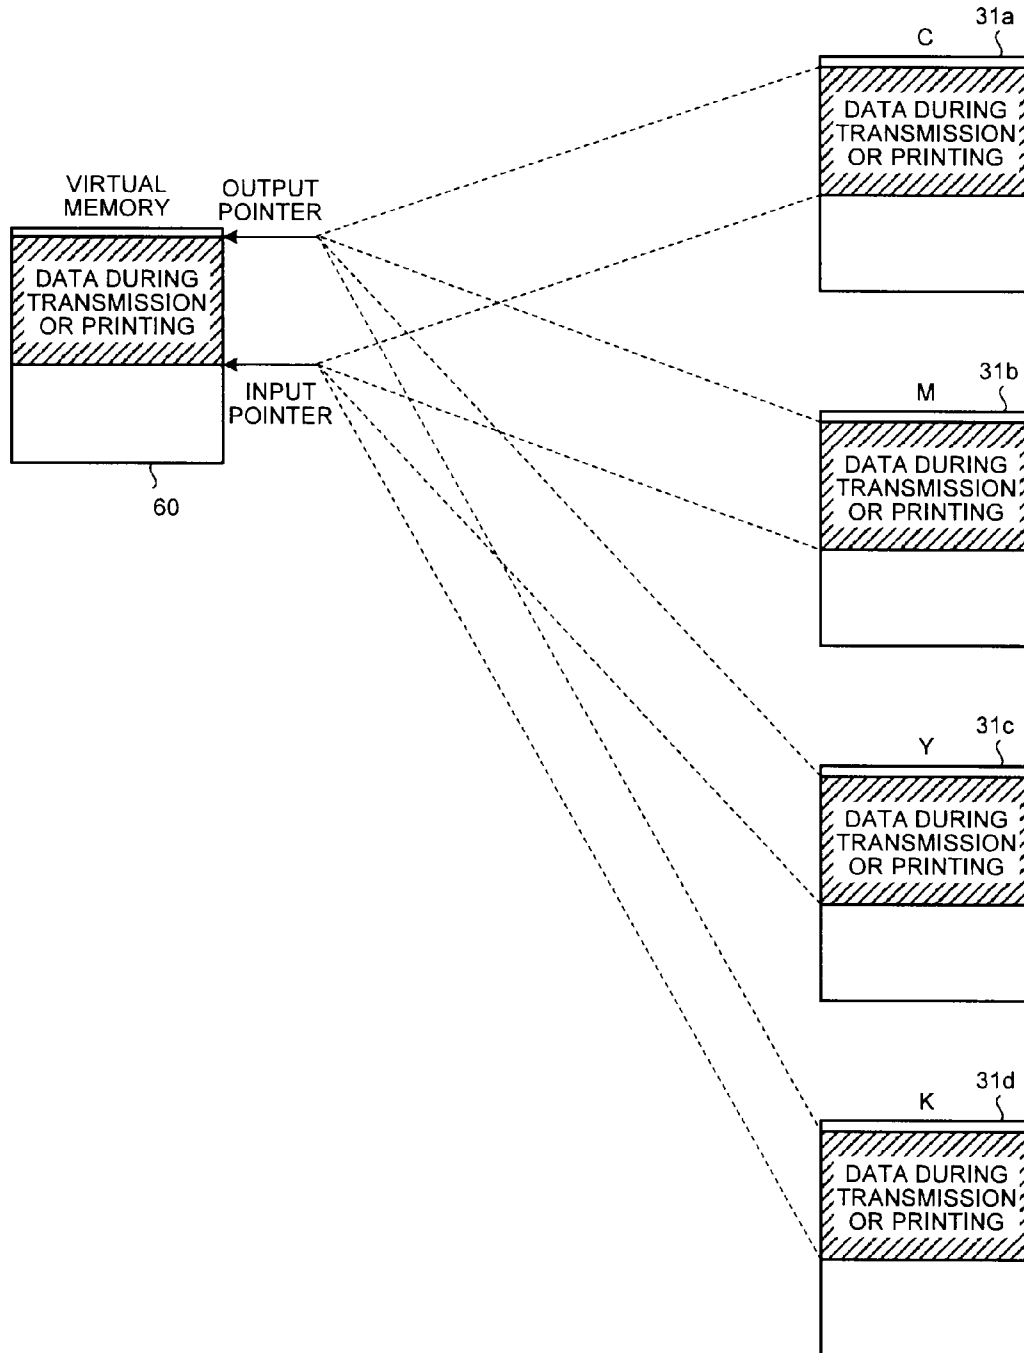 VIRTUAL
MEMORY
OUTPUT
POINTER
DATA DURING
TRANSMISSION
OR PRINTING
INPUT
POINTER
60
31a
C
DATA DURING
TRANSMISSION
OR PRINTING
31b
M
DATA DURING
TRANSMISSION
OR PRINTING
31c
Y
DATA DURING
TRANSMISSION
OR PRINTING
31d
K
DATA DURING
TRANSMISSION
OR PRINTING